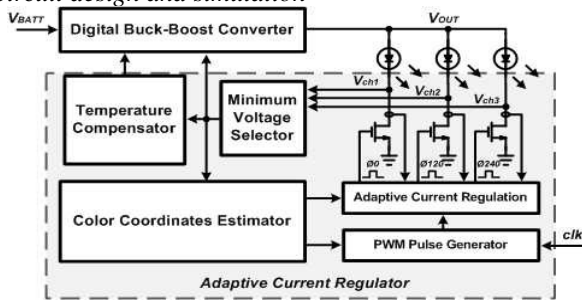 circuit design and simulation
VBATT
Digital Buck-Boost Converter
VOUT
Vch1
Vch2
Vch3
Temperature
Compensator
Minimum
Voltage
Selector
Ø0
Ø120
Ø240
Adaptive Current Regulation
Color Coordinates Estimator
PWM Pulse Generator
clk
Adaptive Current Regulator